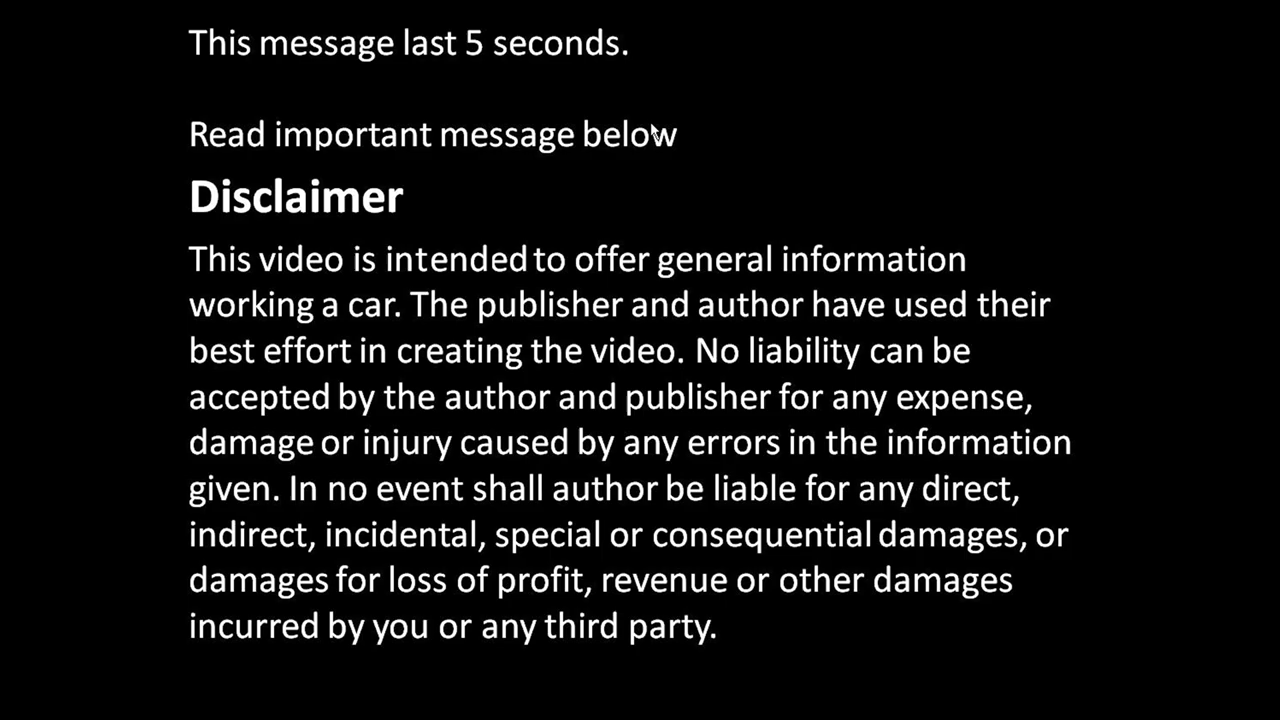 This message last 5 seconds.
Read important message below
Disclaimer
This video is intended to offer general information
working a car. The publisher and author have used their
best effort in creating the video. No liability can be
accepted by the author and publisher for any expense,
damage or injury caused by any errors in the information
given. In no event shall author be liable for any direct,
indirect, incidental, special or consequential damages, or
damages for loss of profit, revenue or other damages
incurred by you or any third party.